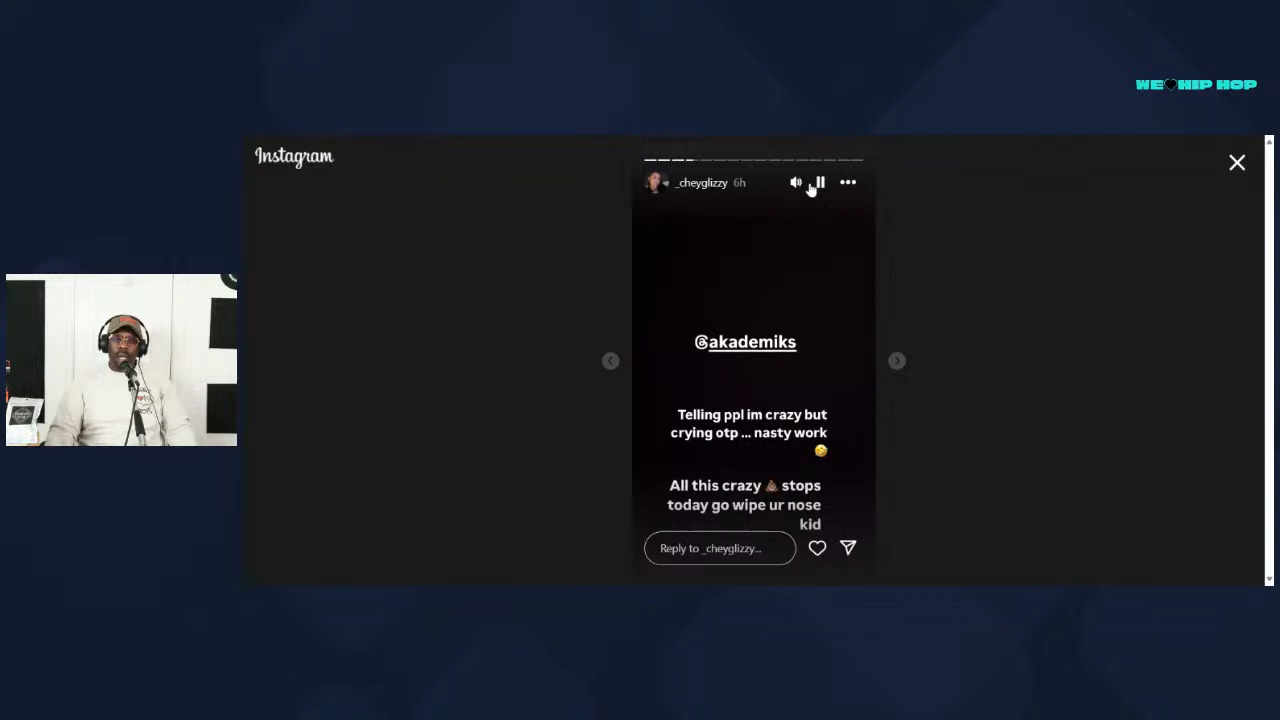 WE🖤HIP HOP
Instagram
_cheyglizzy 6h
@akademiks
Telling ppl im crazy but
crying otp ... nasty work
🤣
All this crazy 💩 stops
today go wipe ur nose
kid
Reply to _cheyglizzy...